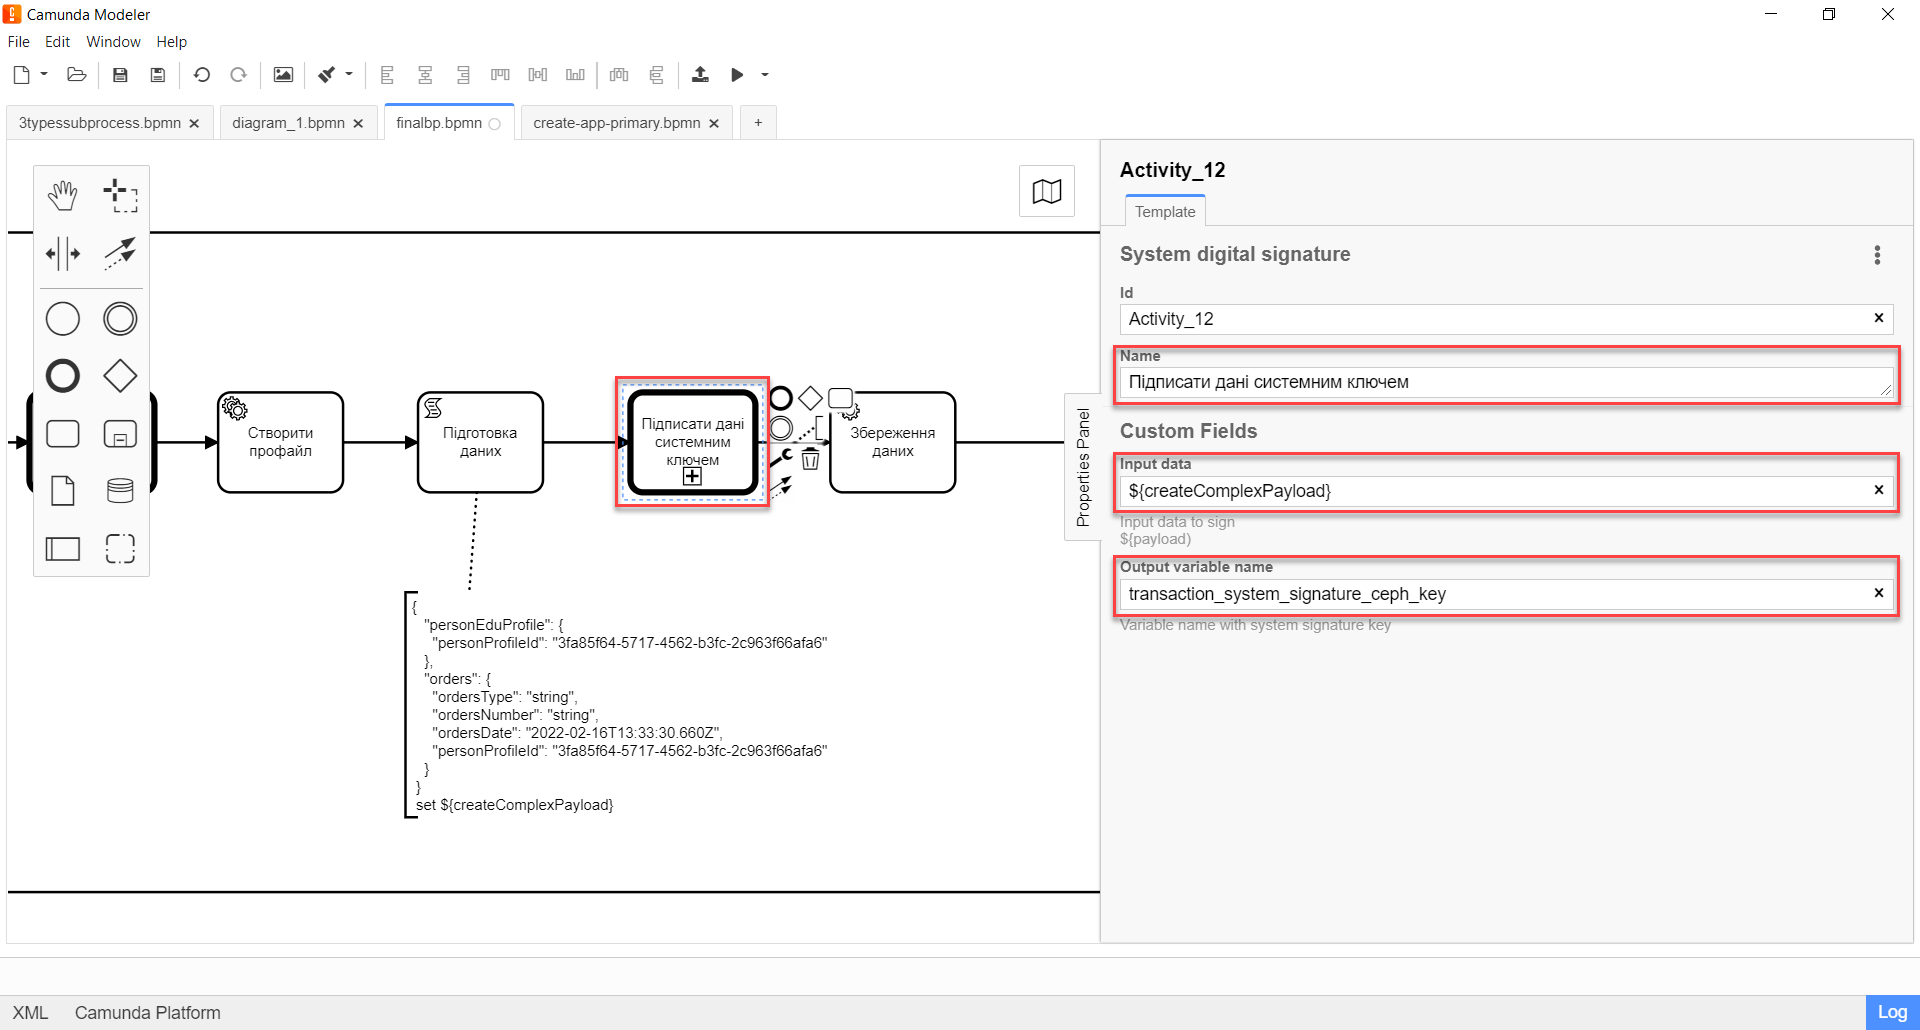 Camunda Modeler
File Edit Window Help
3typessubprocess.bpmn
diagram_1.bpmn
finalbp.bpmn
create-app-primary.bpmn
+
Створити
профайл
Підготовка
даних
Підписати дані
системним
ключем
Збереження
даних
{
"personEduProfile": {
"personProfileId": "3fa85f64-5717-4562-b3fc-2c963f66afa6"
},
"orders": {
"ordersType": "string",
"ordersNumber": "string",
"ordersDate": "2022-02-16T13:33:30.660Z",
"personProfileId": "3fa85f64-5717-4562-b3fc-2c963f66afa6"
}
}
set ${createComplexPayload}
Properties Panel
Activity_12
Template
System digital signature
Id
Activity_12
Name
Підписати дані системним ключем
Custom Fields
Input data
${createComplexPayload}
Input data to sign
${payload)
Output variable name
transaction_system_signature_ceph_key
Variable name with system signature key
XML Camunda Platform
Log